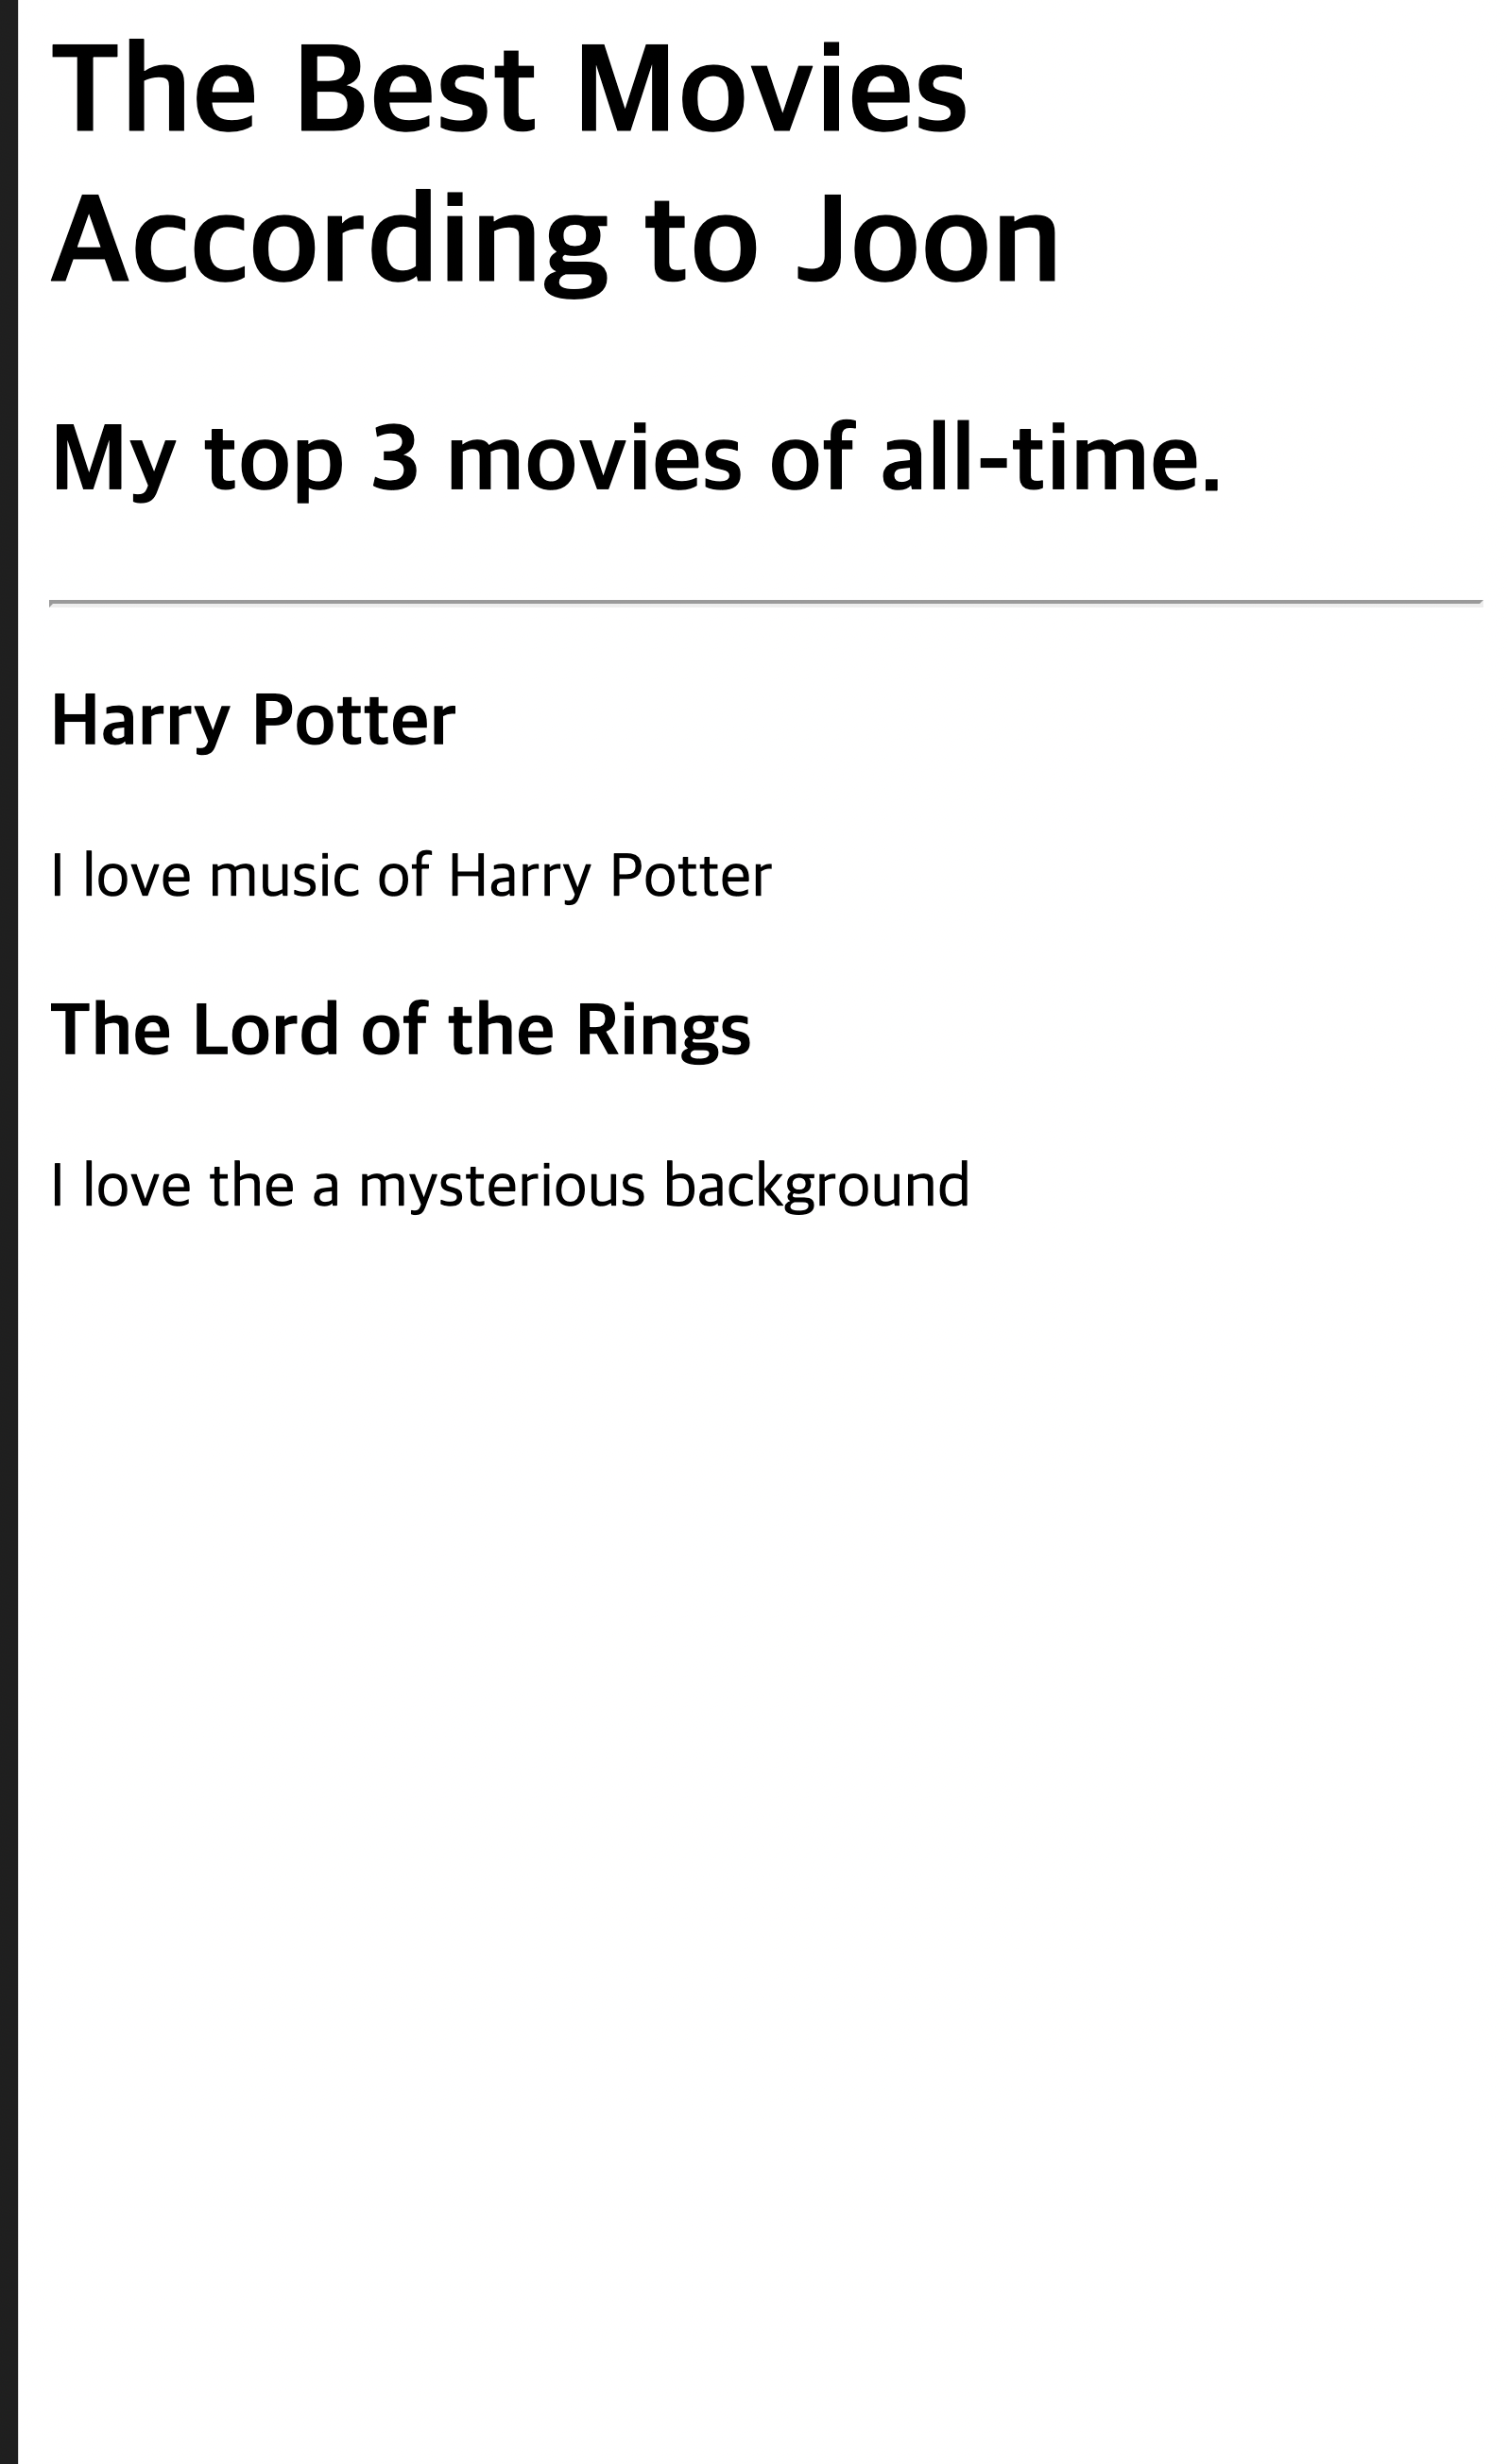 The Best Movies
According to Joon
My top 3 movies of all-time.
Harry Potter
I love music of Harry Potter
The Lord of the Rings
I love the a mysterious background